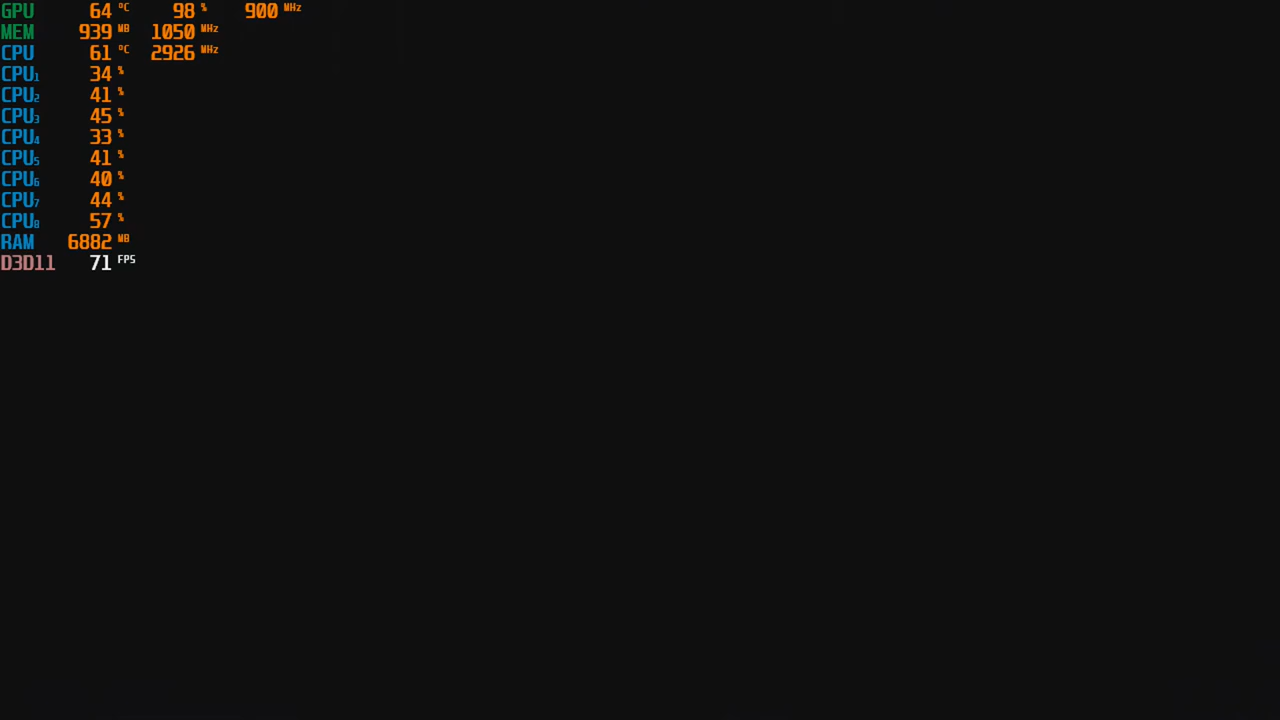 GPU 64 °C 98 % 900 MHz
MEM 939 MB 1050 MHz
CPU 61 °C 2926 MHz
CPU1 34 %
CPU2 41 %
CPU3 45 %
CPU4 33 %
CPU5 41 %
CPU6 40 %
CPU7 44 %
CPU8 57 %
RAM 6882 MB
D3D11 71 FPS